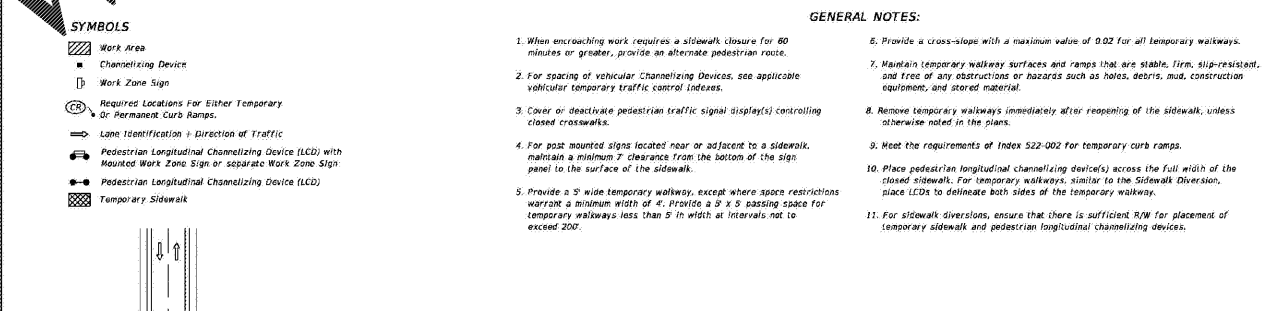 SYMBOLS
Work Area
Channelizing Device
Work Zone Sign
CR
Required Locations For Either Temporary
Or Permanent Curb Ramps.
Lane Identification + Direction of Traffic
Pedestrian Longitudinal Channelizing Device (LCD) with
Mounted Work Zone Sign or separate Work Zone Sign
Pedestrian Longitudinal Channelizing Device (LCD)
Temporary Sidewalk
GENERAL NOTES:
1. When encroaching work requires a sidewalk closure for 60
minutes or greater, provide an alternate pedestrian route.
2. For spacing of vehicular Channelizing Devices, see applicable
vehicular temporary traffic control Indexes.
3. Cover or deactivate pedestrian traffic signal display(s) controlling
closed crosswalks.
4. For post mounted signs located near or adjacent to a sidewalk,
maintain a minimum 7' clearance from the bottom of the sign
panel to the surface of the sidewalk.
5. Provide a 5' wide temporary walkway, except where space restrictions
warrant a minimum width of 4'. Provide a 5' x 5' passing space for
temporary walkways less than 5' in width at intervals not to
exceed 200'.
6. Provide a cross-slope with a maximum value of 0.02 for all temporary walkways.
7. Maintain temporary walkway surfaces and ramps that are stable, firm, slip-resistant,
and free of any obstructions or hazards such as holes, debris, mud, construction
equipment, and stored material.
8. Remove temporary walkways immediately after reopening of the sidewalk, unless
otherwise noted in the plans.
9. Meet the requirements of Index 522-002 for temporary curb ramps.
10. Place pedestrian longitudinal channelizing device(s) across the full width of the
closed sidewalk. For temporary walkways, similar to the Sidewalk Diversion,
place LCDs to delineate both sides of the temporary walkway.
11. For sidewalk diversions, ensure that there is sufficient R/W for placement of
temporary sidewalk and pedestrian longitudinal channelizing devices.